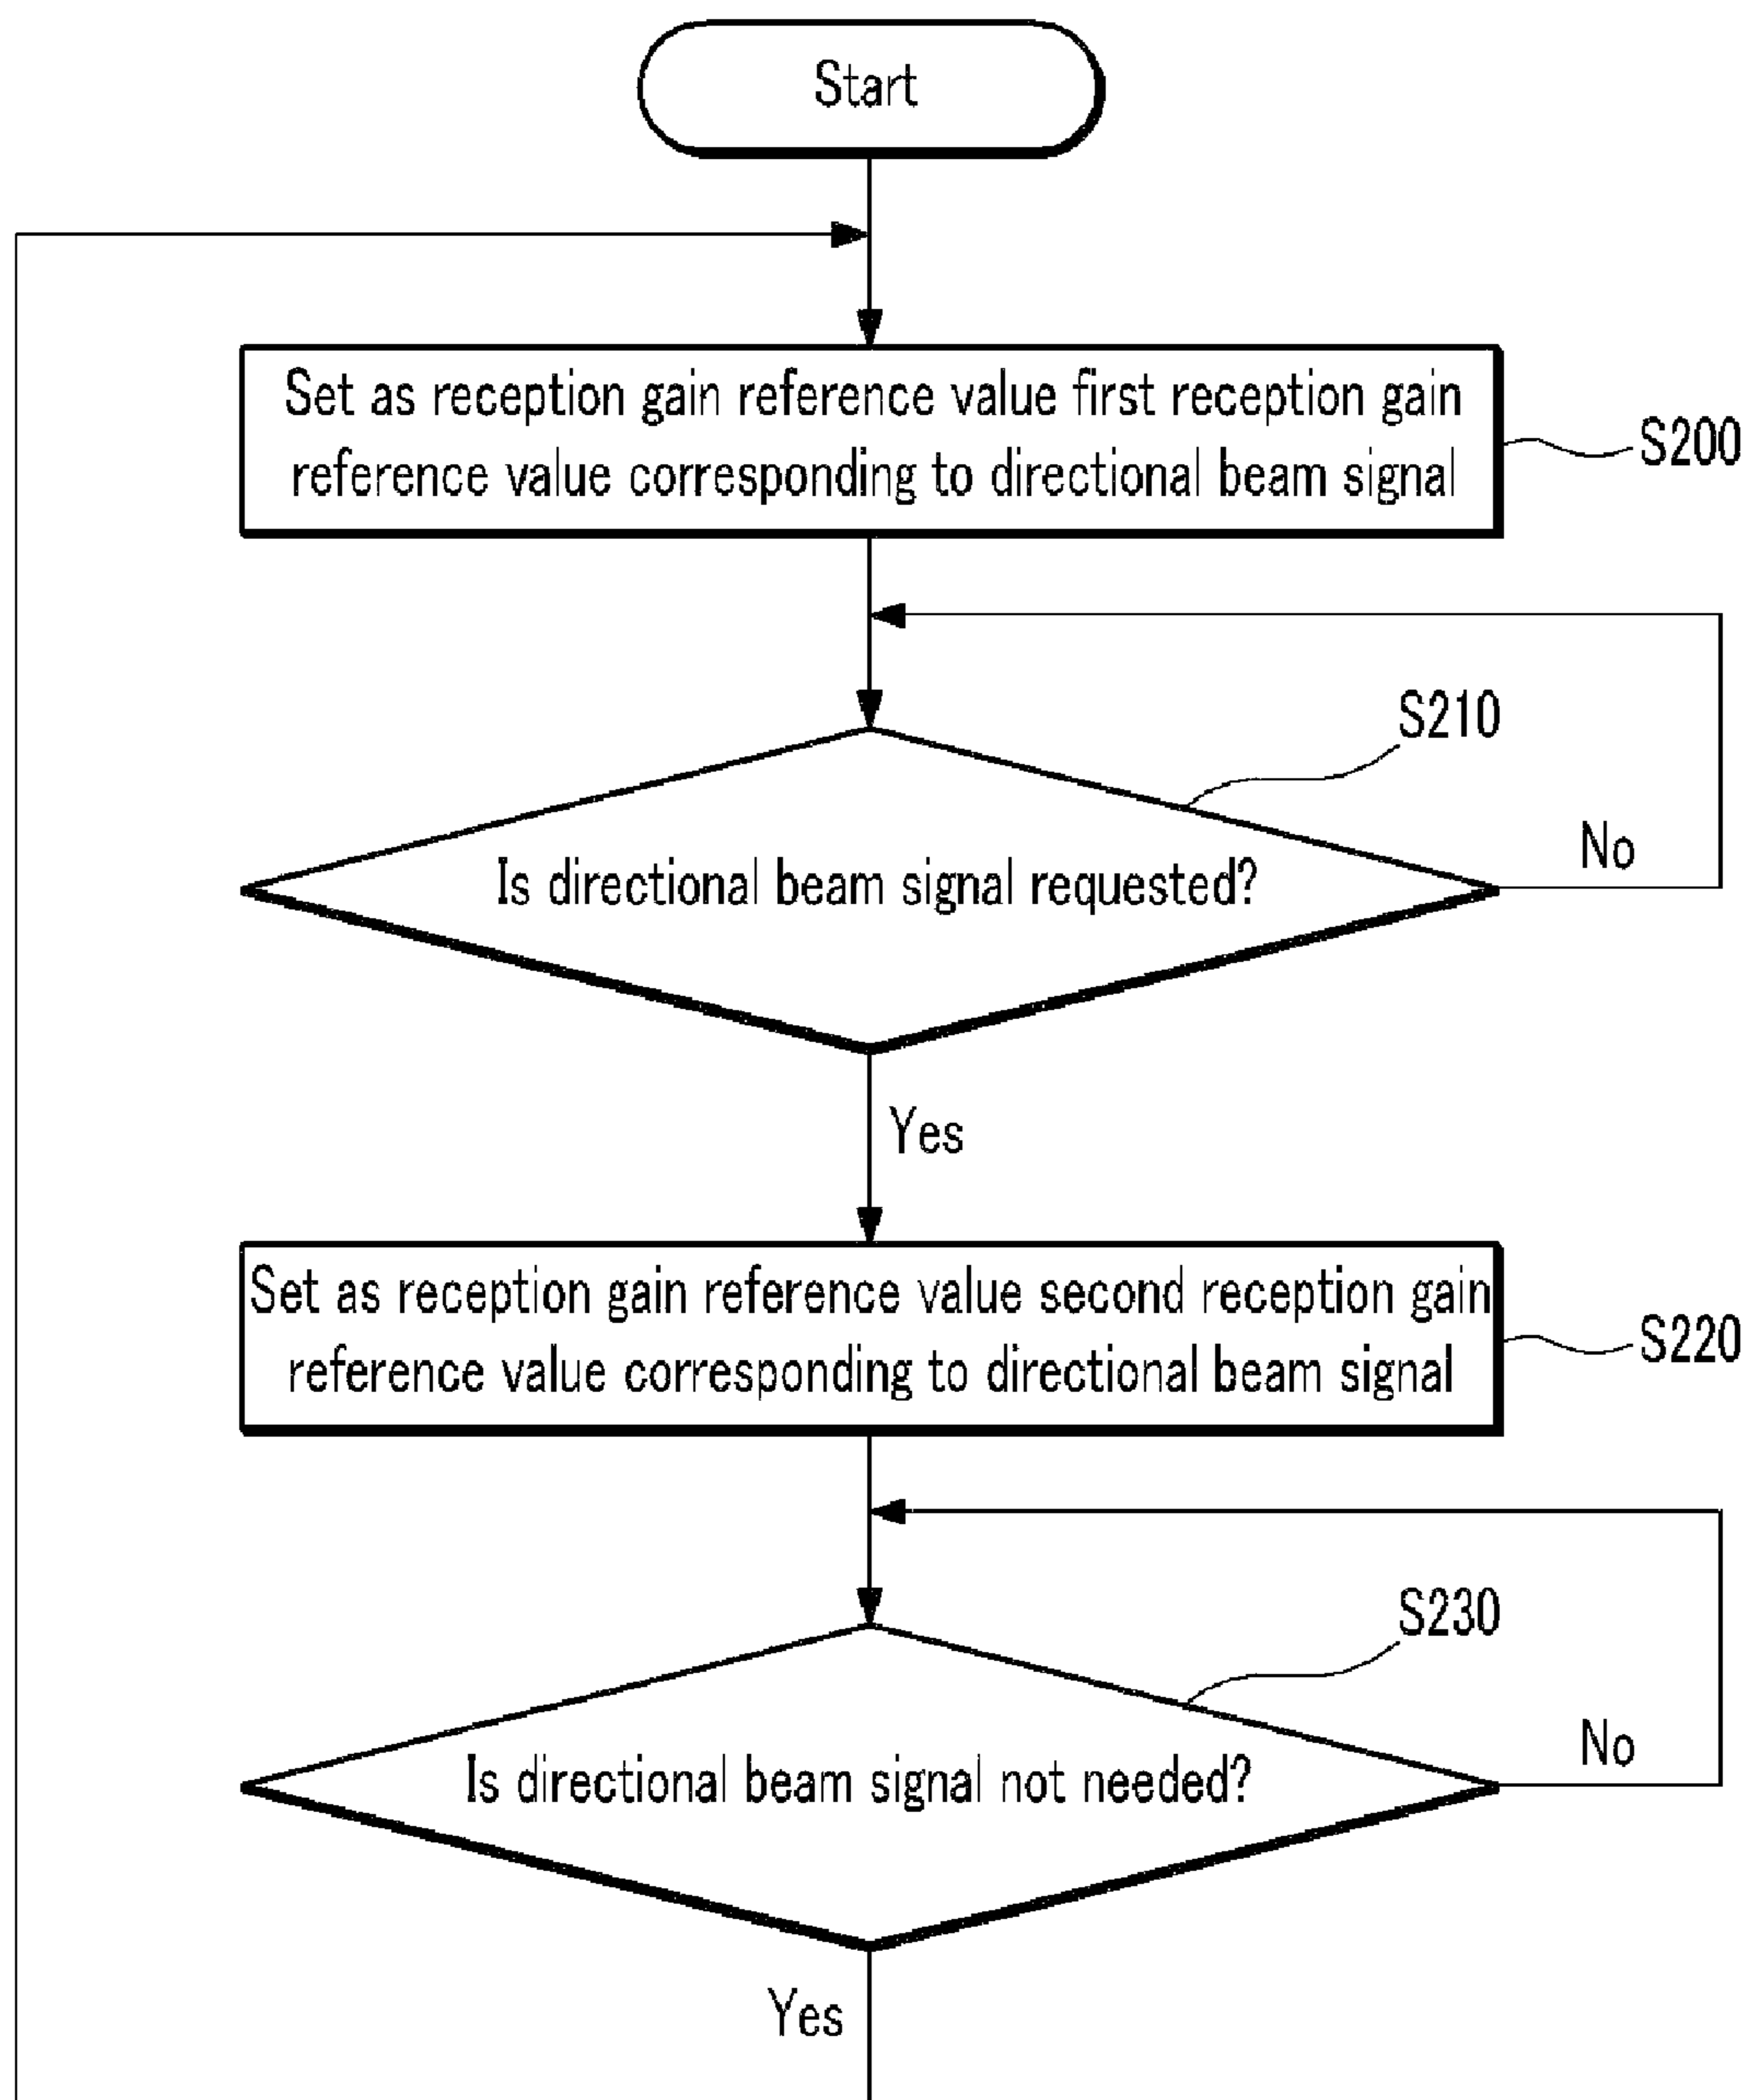 Start
Set as reception gain reference value first reception gain
reference value corresponding to directional beam signal
S200
S210
Is directional beam signal requested?
No
Yes
Set as reception gain reference value second reception gain
reference value corresponding to directional beam signal
S220
S230
Is directional beam signal not needed?
No
Yes